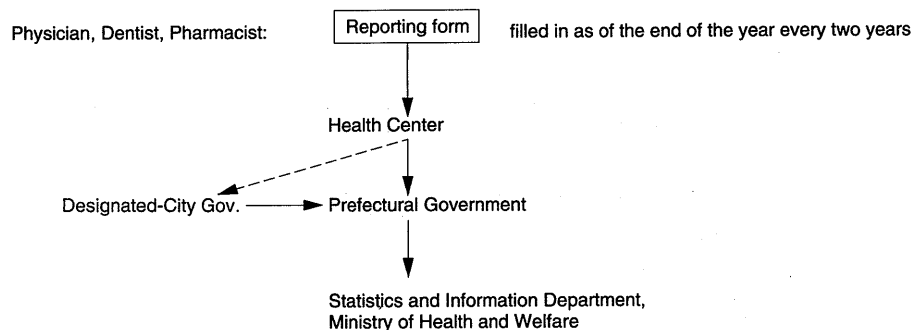 Physician, Dentist, Pharmacist: Reporting form filled in as of the end of the year every two years
Health Center
Designated-City Gov. Prefectural Government
Statistics and Information Department,
Ministry of Health and Welfare